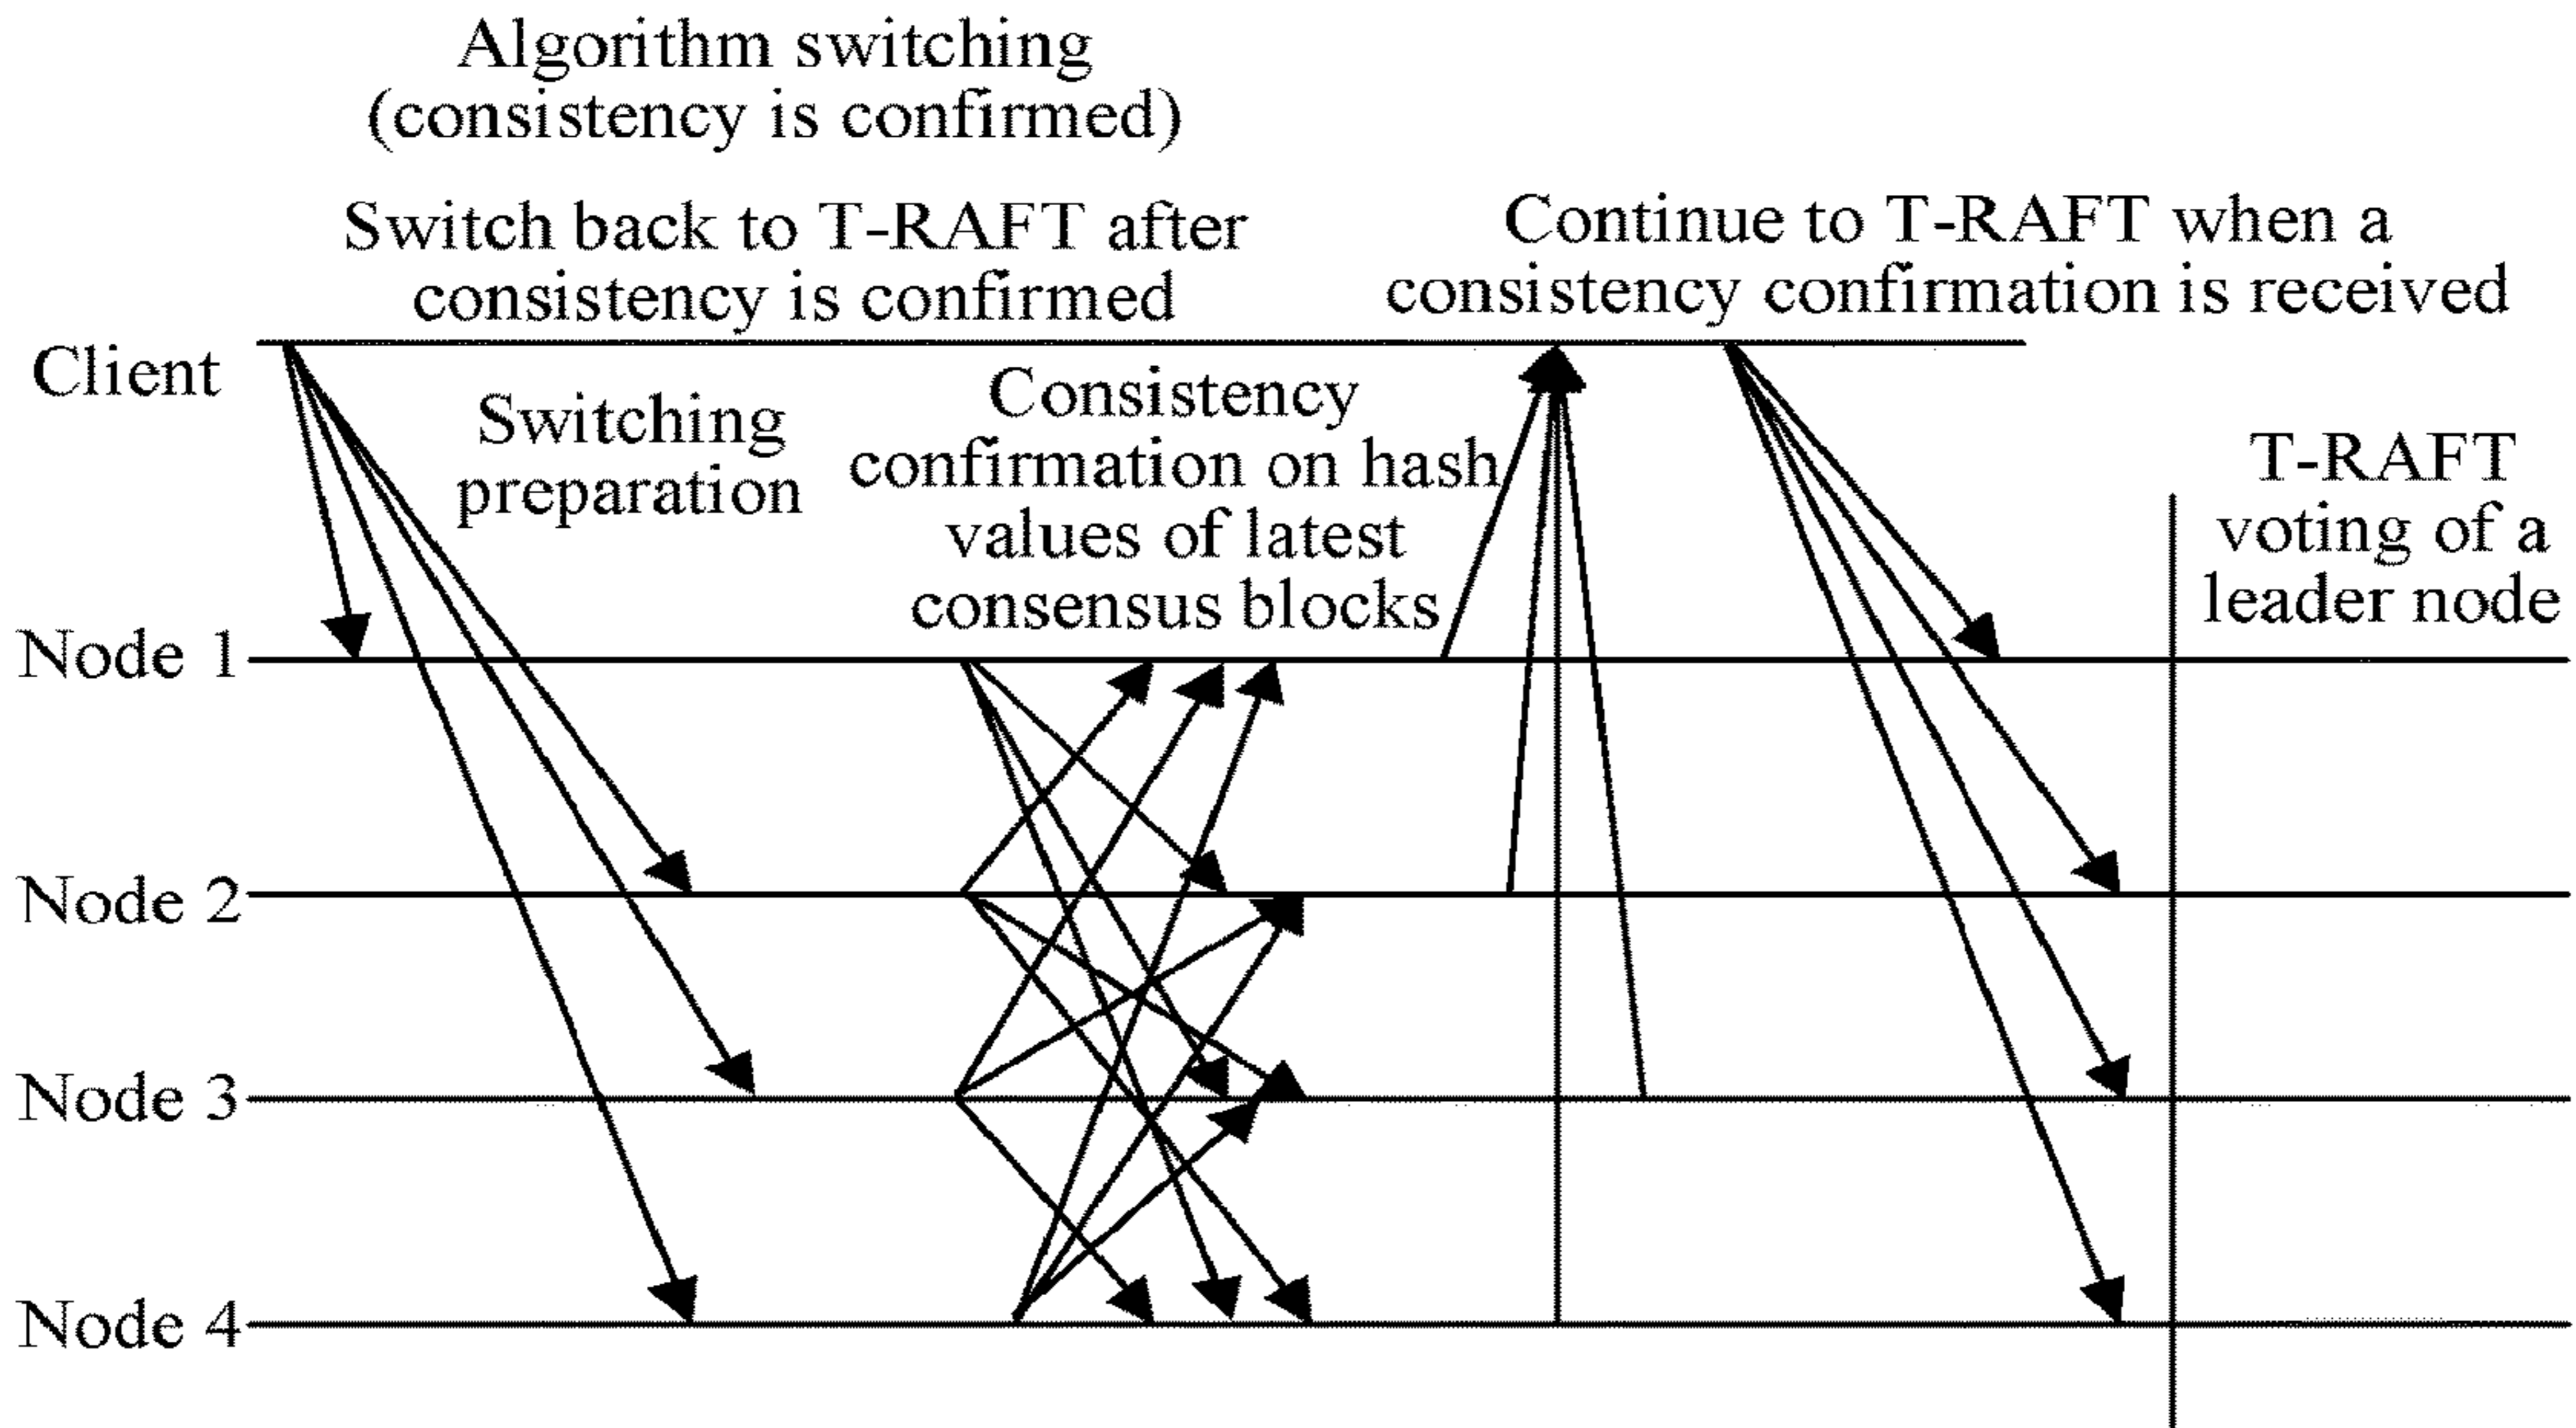 Algorithm switching
(consistency is confirmed)
Switch back to T-RAFT after
consistency is confirmed
Continue to T-RAFT when a
consistency confirmation is received
Client
Switching
preparation
Consistency
confirmation on hash
values of latest
consensus blocks
T-RAFT
voting of a
leader node
Node 1
Node 2
Node 3
Node 4